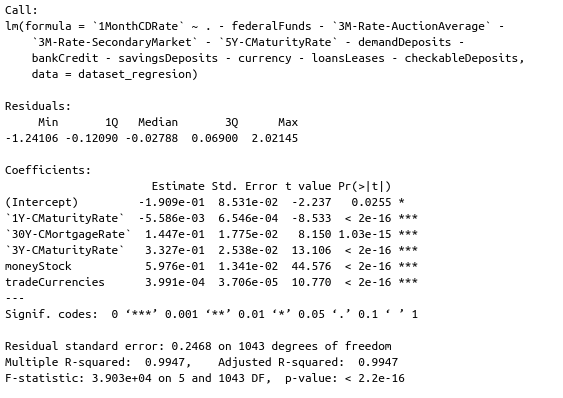 Call:
lm(formula = `1MonthCDRate` ~ . - federalFunds - `3M-Rate-AuctionAverage` -
    `3M-Rate-SecondaryMarket` - `5Y-CMaturityRate` - demandDeposits -
    bankCredit - savingsDeposits - currency - loansLeases - checkableDeposits,
    data = dataset_regresion)

Residuals:
     Min       1Q   Median       3Q      Max
-1.24106 -0.12090 -0.02788  0.06900  2.02145

Coefficients:
                      Estimate Std. Error t value Pr(>|t|)
(Intercept)         -1.909e-01  8.531e-02  -2.237   0.0255 *
`1Y-CMaturityRate`  -5.586e-03  6.546e-04  -8.533  < 2e-16 ***
`30Y-CMortgageRate`  1.447e-01  1.775e-02   8.150 1.03e-15 ***
`3Y-CMaturityRate`   3.327e-01  2.538e-02  13.106  < 2e-16 ***
moneyStock           5.976e-01  1.341e-02  44.576  < 2e-16 ***
tradeCurrencies      3.991e-04  3.706e-05  10.770  < 2e-16 ***
---
Signif. codes:  0 ‘***’ 0.001 ‘**’ 0.01 ‘*’ 0.05 ‘.’ 0.1 ‘ ’ 1

Residual standard error: 0.2468 on 1043 degrees of freedom
Multiple R-squared:  0.9947,    Adjusted R-squared:  0.9947
F-statistic: 3.903e+04 on 5 and 1043 DF,  p-value: < 2.2e-16